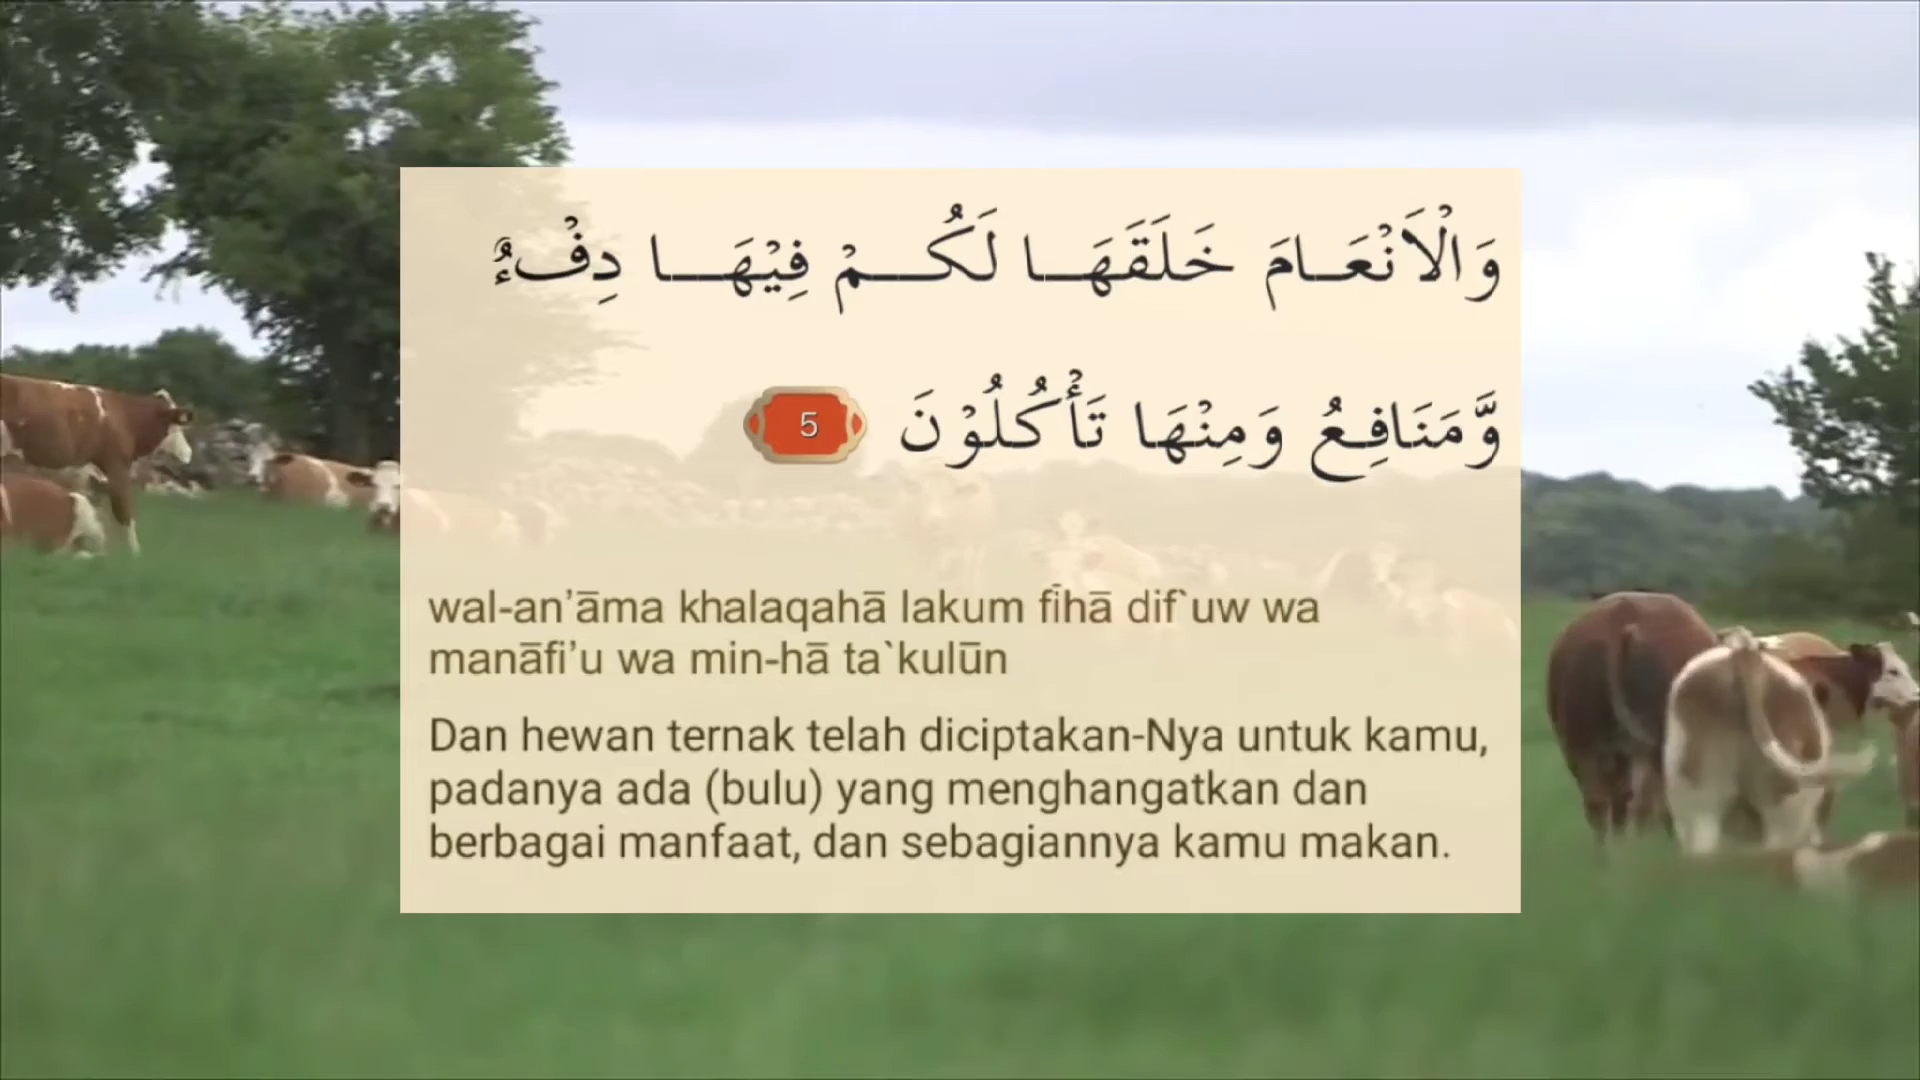 وَالْاَنْعَامَ خَلَقَهَا لَكُمْ فِيْهَا دِفْءٌ
وَّمَنَافِعُ وَمِنْهَا تَأْكُلُوْنَ 5
wal-an’āma khalaqahā lakum fīhā dif`uw wa
manāfi’u wa min-hā ta`kulūn
Dan hewan ternak telah diciptakan-Nya untuk kamu,
padanya ada (bulu) yang menghangatkan dan
berbagai manfaat, dan sebagiannya kamu makan.